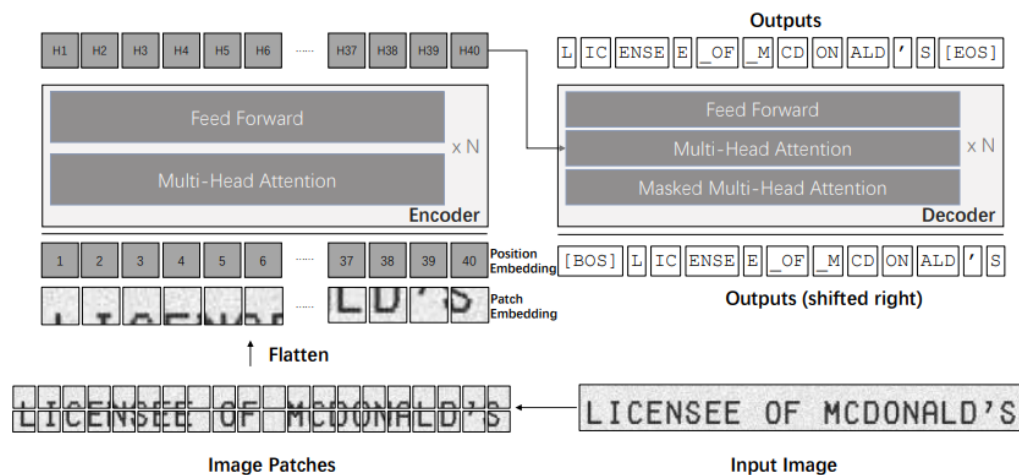 H1 H2 H3 H4 H5 H6 ...... H37 H38 H39 H40
Feed Forward
Multi-Head Attention
x N
Encoder
1 2 3 4 5 6 ...... 37 38 39 40
Position Embedding
LICENSE ...... LD'S
Patch Embedding
Flatten
LICENSEE OF MCDONALD'S
Image Patches
Outputs
L IC ENSE E _OF _M CD ON ALD ' S [EOS]
Feed Forward
Multi-Head Attention
Masked Multi-Head Attention
x N
Decoder
[BOS] L IC ENSE E _OF _M CD ON ALD ' S
Outputs (shifted right)
LICENSEE OF MCDONALD'S
Input Image